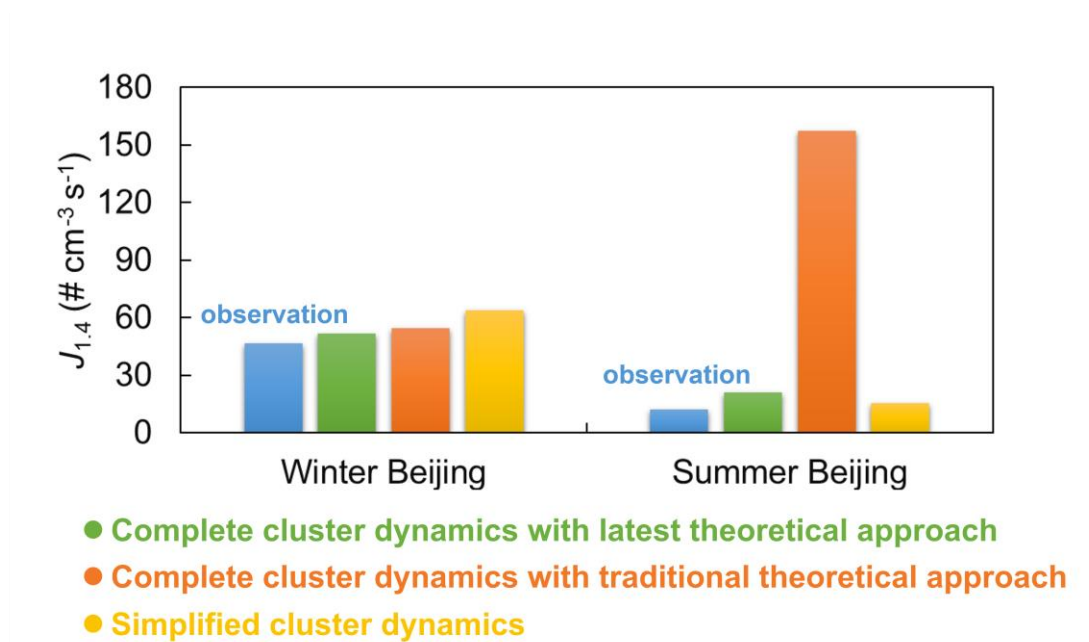 180
150
120
90
60
30
0
J1.4 (# cm-3 s-1)
observation
observation
Winter Beijing
Summer Beijing
Complete cluster dynamics with latest theoretical approach
Complete cluster dynamics with traditional theoretical approach
Simplified cluster dynamics